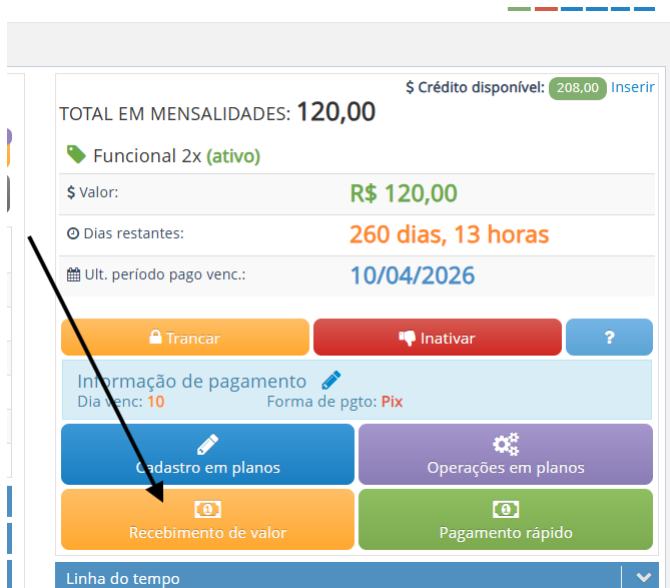 $ Crédito disponível: 208,00 Inserir
TOTAL EM MENSALIDADES: 120,00
Funcional 2x (ativo)
$ Valor: R$ 120,00
Dias restantes: 260 dias, 13 horas
Ult. período pago venc.: 10/04/2026
Trancar Inativar ?
Informação de pagamento
Dia venc: 10 Forma de pgto: Pix
Cadastro em planos Operações em planos
Recebimento de valor Pagamento rápido
Linha do tempo